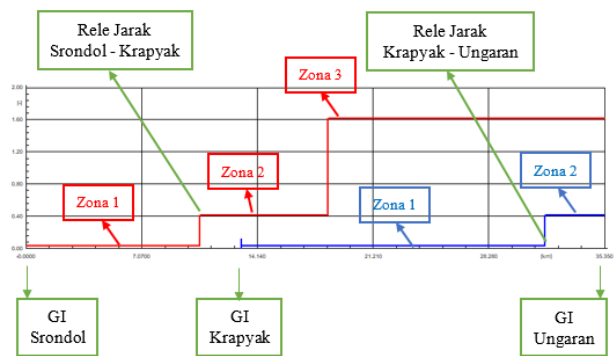 Rele Jarak
Srondol - Krapyak
Rele Jarak
Krapyak - Ungaran
Zona 3
2.00
1.60
1.20
0.80
0.40
0.00
Zona 2
Zona 1
Zona 1
Zona 2
-0.0000
7.0700
14.140
21.210
28.280
[km]
35.350
GI
Srondol
GI
Krapyak
GI
Ungaran